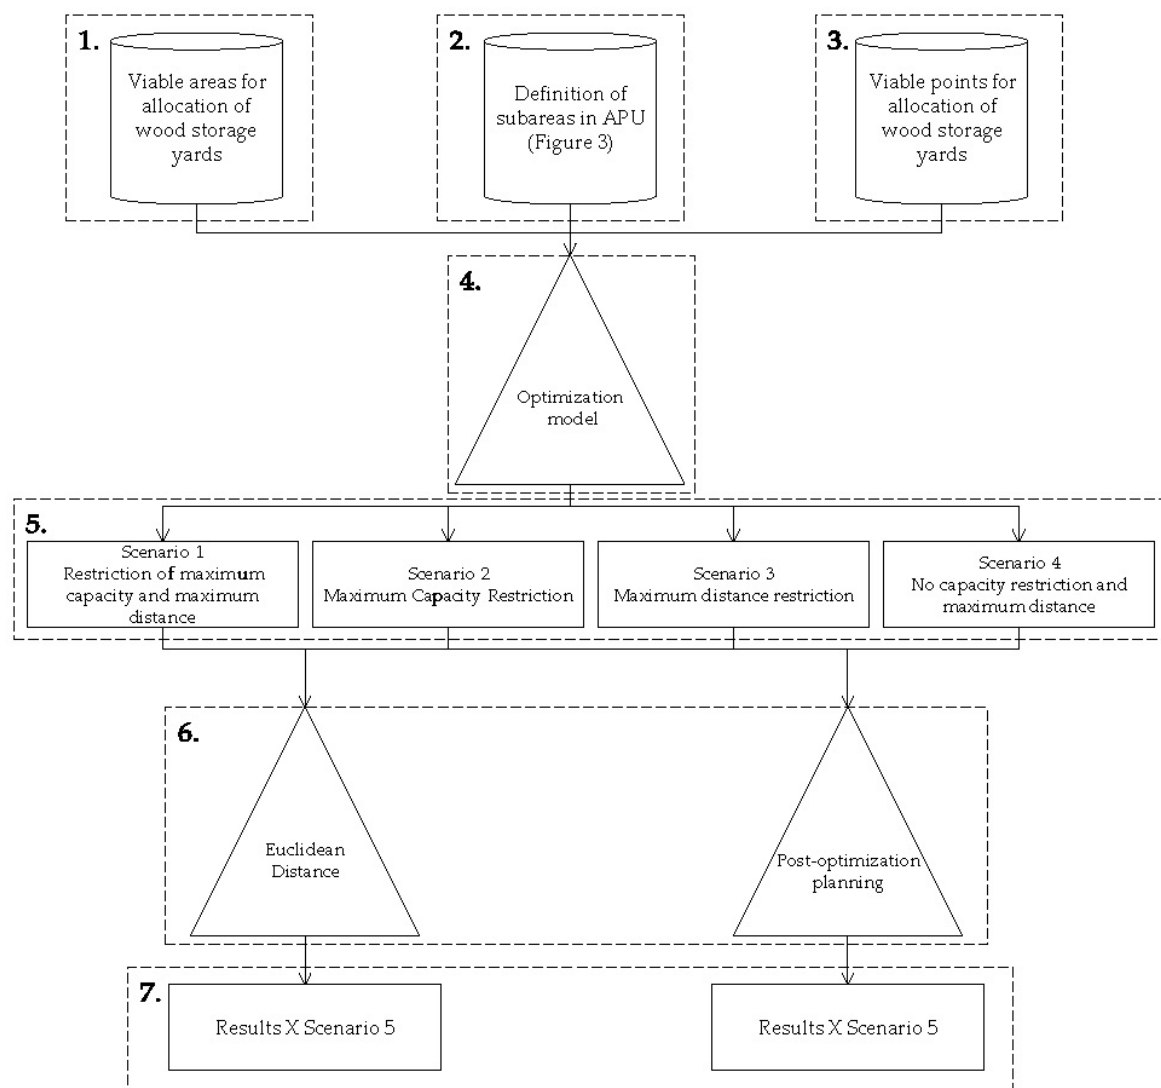 1.
Viable areas for
allocation of
wood storage
yards
2.
Definition of
subareas in APU
(Figure 3)
3.
Viable points for
allocation of
wood storage
yards
4.
Optimization
model
5.
Scenario 1
Restriction of maximum
capacity and maximum
distance
Scenario 2
Maximum Capacity Restriction
Scenario 3
Maximum distance restriction
Scenario 4
No capacity restriction and
maximum distance
6.
Euclidean
Distance
Post-optimization
planning
7.
Results X Scenario 5
Results X Scenario 5